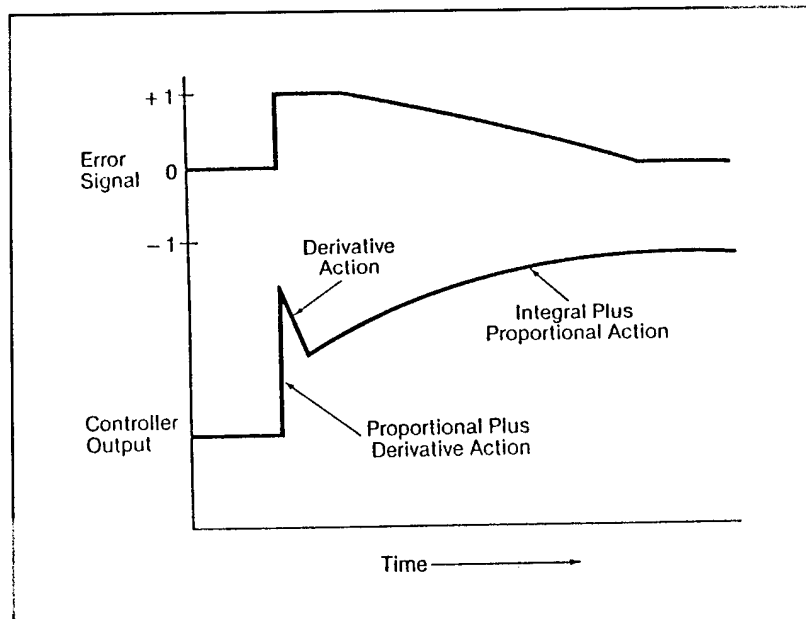 + 1
Error
Signal
0
− 1
Derivative
Action
Integral Plus
Proportional Action
Controller
Output
Proportional Plus
Derivative Action
Time